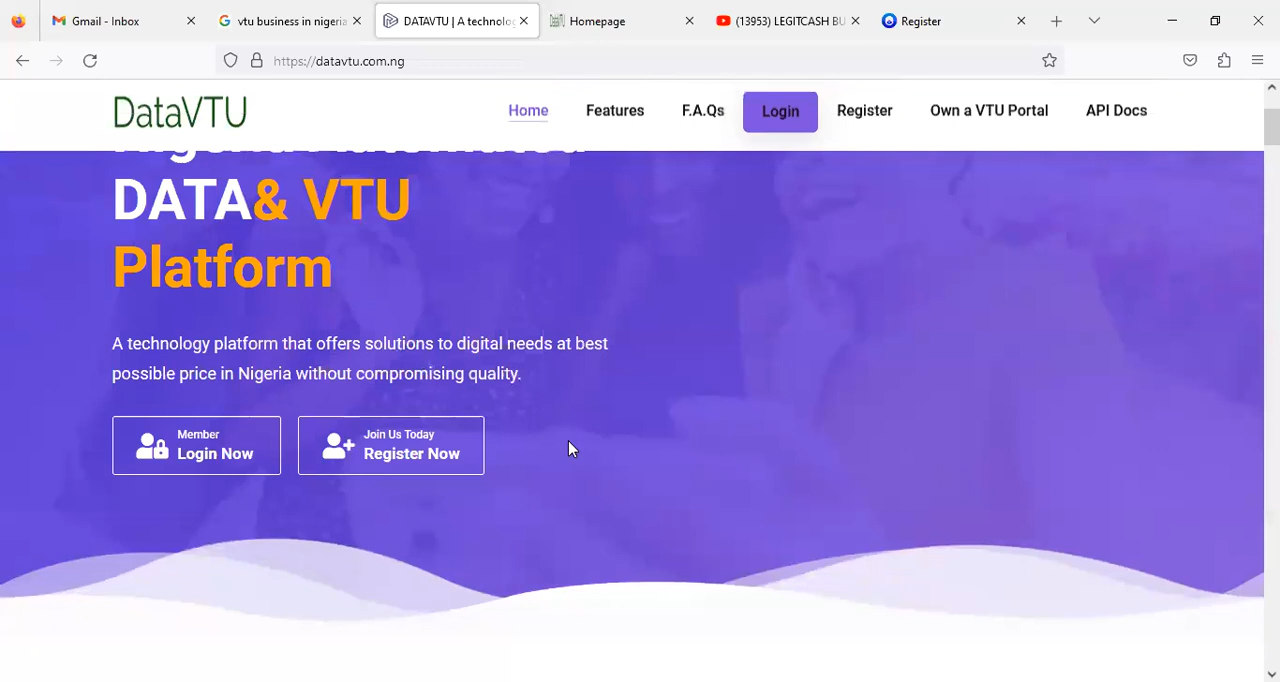 Gmail - Inbox
vtu business in nigeria
DATAVTU | A technolog
Homepage
(13953) LEGITCASH BU
Register
https://datavtu.com.ng
DataVTU
Home
Features
F.A.Qs
Login
Register
Own a VTU Portal
API Docs
DATA& VTU
Platform
A technology platform that offers solutions to digital needs at best
possible price in Nigeria without compromising quality.
Member
Login Now
Join Us Today
Register Now